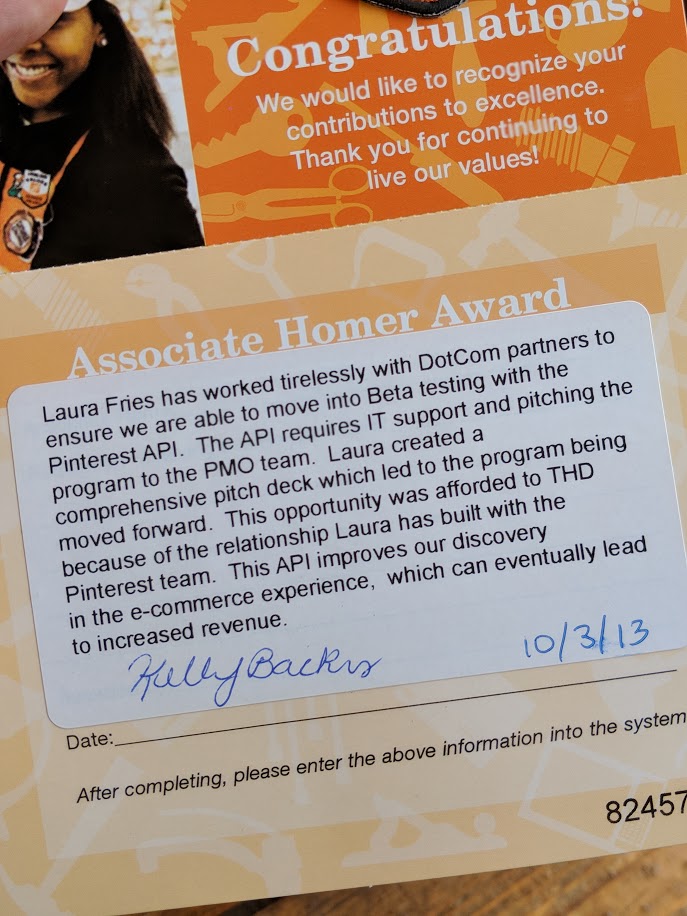 Congratulations!
We would like to recognize your
contributions to excellence.
Thank you for continuing to
live our values!
Associate Homer Award
Laura Fries has worked tirelessly with DotCom partners to
ensure we are able to move into Beta testing with the
Pinterest API. The API requires IT support and pitching the
program to the PMO team. Laura created a
comprehensive pitch deck which led to the program being
moved forward. This opportunity was afforded to THD
because of the relationship Laura has built with the
Pinterest team. This API improves our discovery
in the e-commerce experience, which can eventually lead
to increased revenue.
Kelly
10/3/13
Date:
After completing, please enter the above information into the system
82457